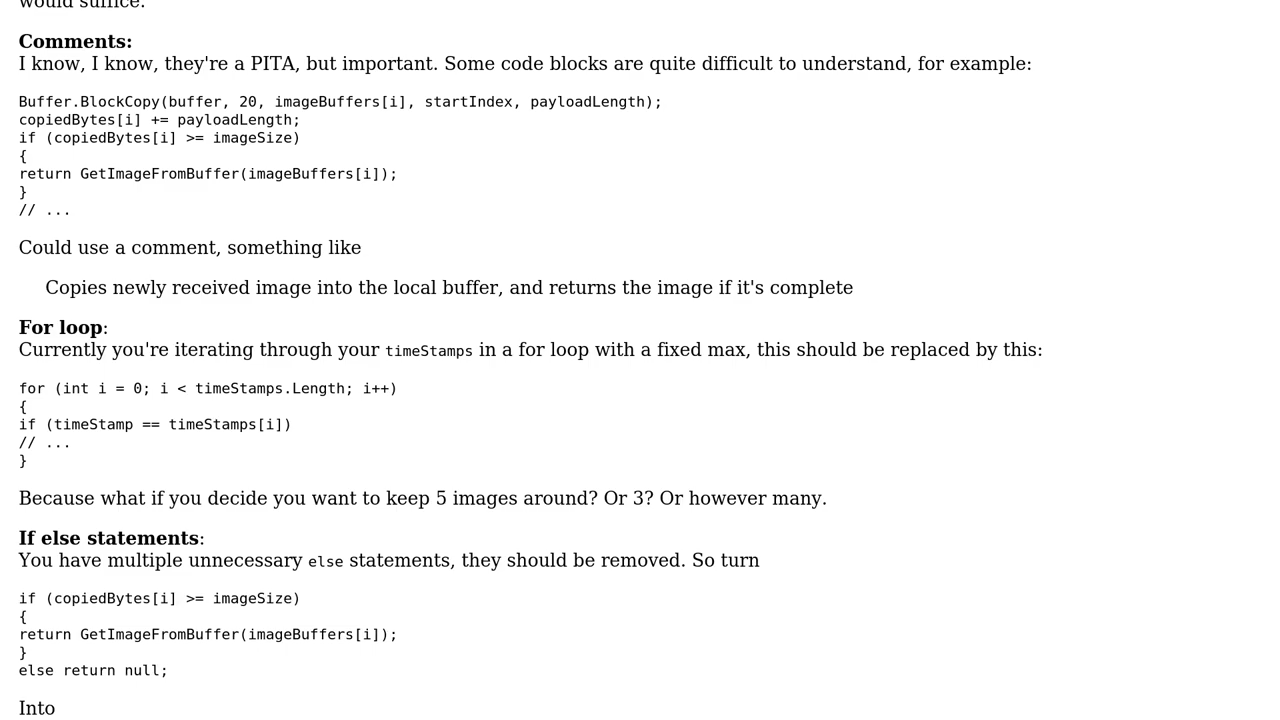 would suffice.
Comments:
I know, I know, they're a PITA, but important. Some code blocks are quite difficult to understand, for example:
Buffer.BlockCopy(buffer, 20, imageBuffers[i], startIndex, payloadLength);
copiedBytes[i] += payloadLength;
if (copiedBytes[i] >= imageSize)
{
return GetImageFromBuffer(imageBuffers[i]);
}
// ...
Could use a comment, something like
Copies newly received image into the local buffer, and returns the image if it's complete
For loop:
Currently you're iterating through your timeStamps in a for loop with a fixed max, this should be replaced by this:
for (int i = 0; i < timeStamps.Length; i++)
{
if (timeStamp == timeStamps[i])
// ...
}
Because what if you decide you want to keep 5 images around? Or 3? Or however many.
If else statements:
You have multiple unnecessary else statements, they should be removed. So turn
if (copiedBytes[i] >= imageSize)
{
return GetImageFromBuffer(imageBuffers[i]);
}
else return null;
Into